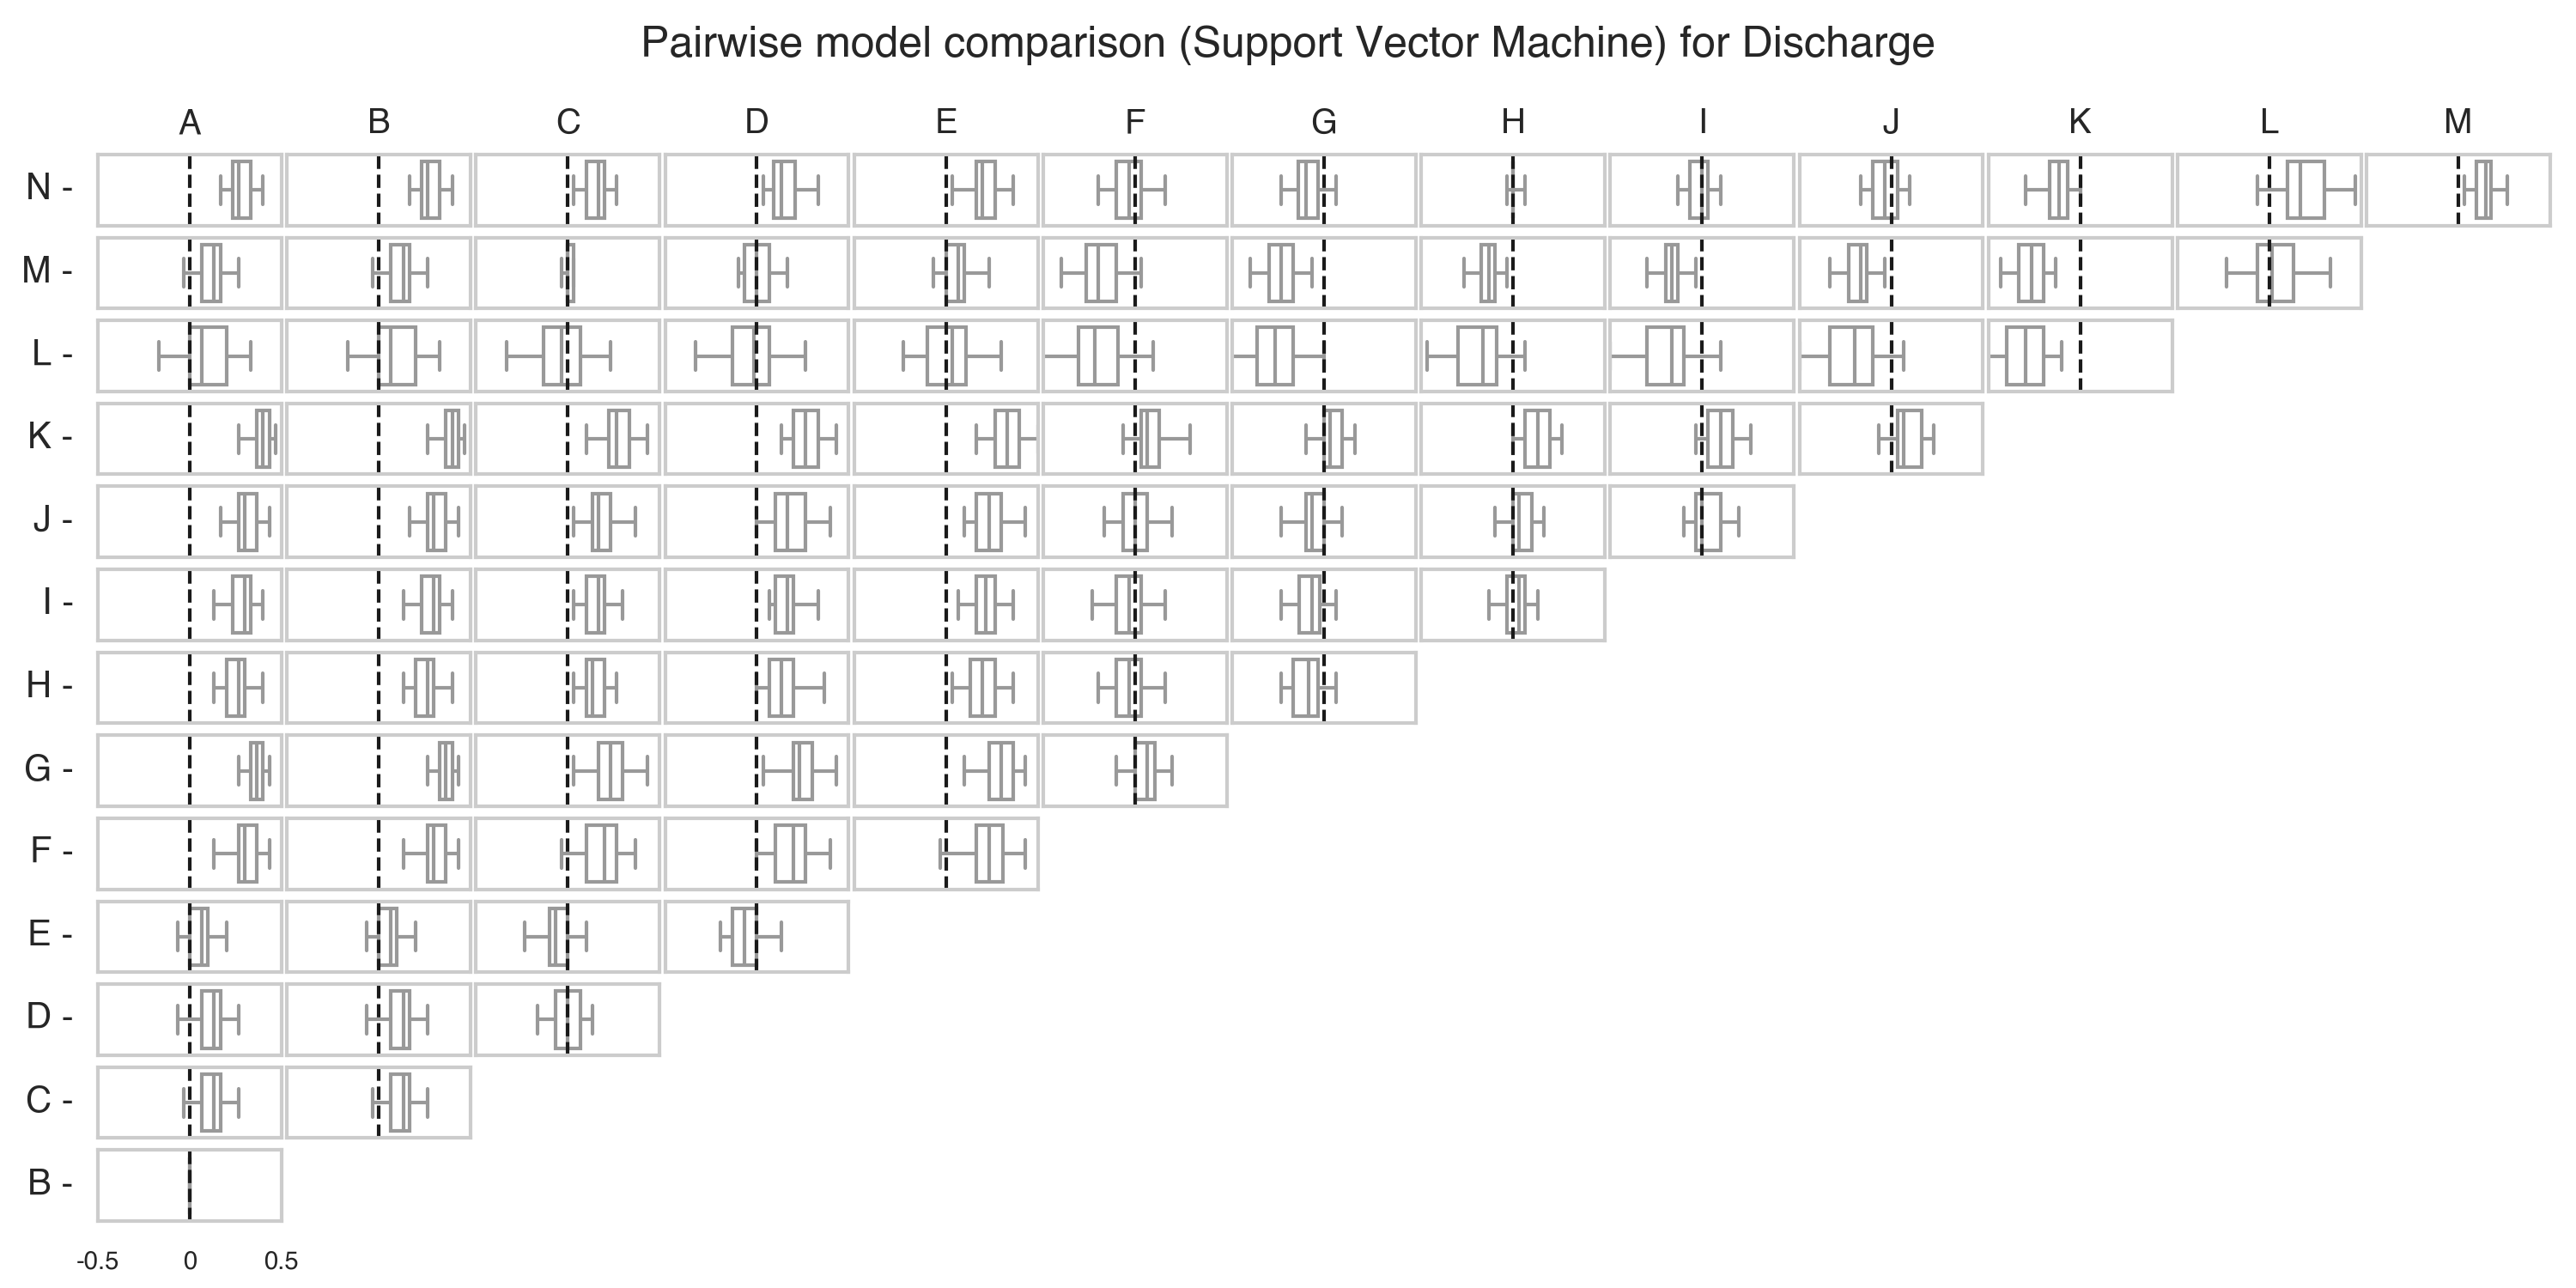 Pairwise model comparison (Support Vector Machine) for Discharge
A B C D E F G H I J K L M
N -
M -
L -
K -
J -
I -
H -
G -
F -
E -
D -
C -
B -
-0.5 0 0.5